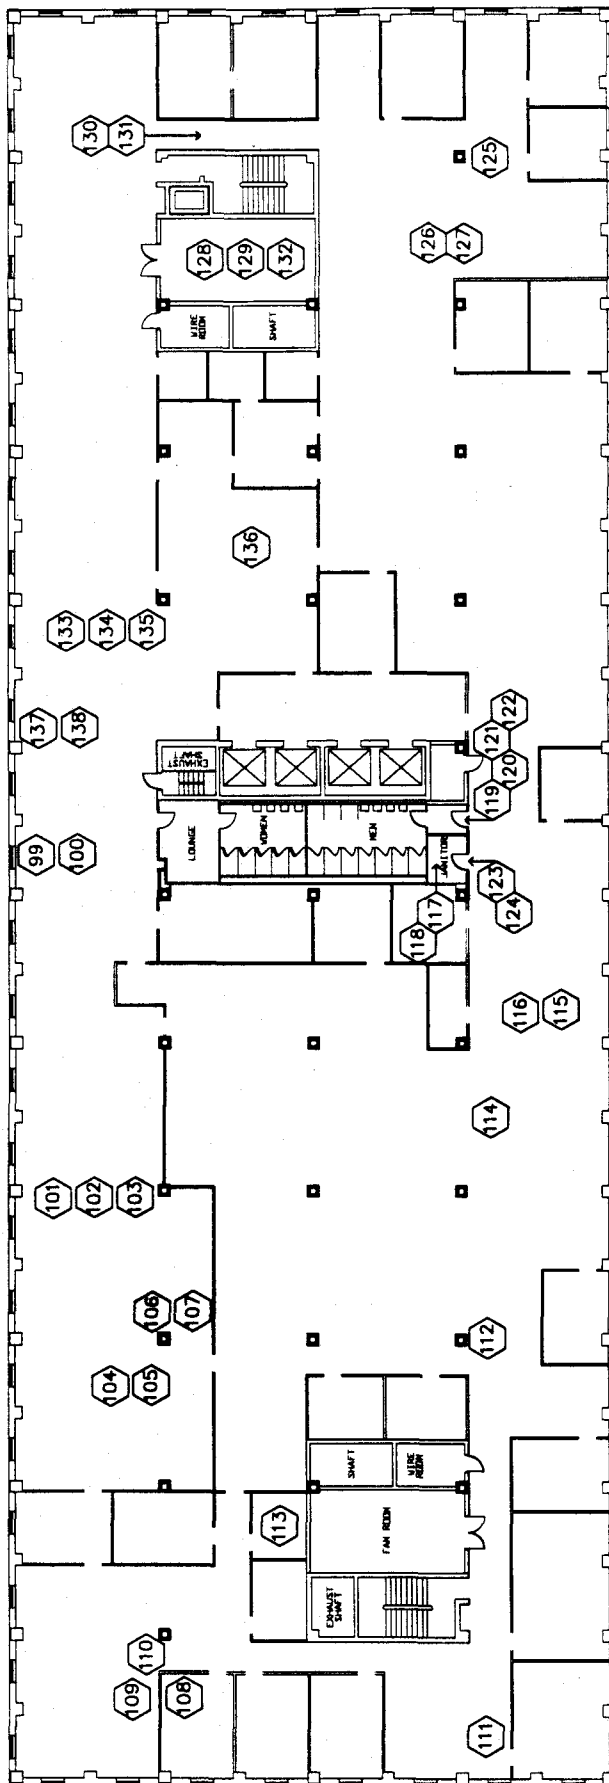 130
131
125
128
129
132
126
127
WIRE
ROOM
SHAFT
136
133
134
135
137
138
122
121
120
119
EXHAUST
SHAFT
LOUNGE
WOMEN
MEN
JANITOR
99
100
123
124
117
118
116
115
114
101
102
103
106
107
112
104
105
SHAFT
WIRE
ROOM
FAN ROOM
113
EXHAUST
SHAFT
110
109
108
111